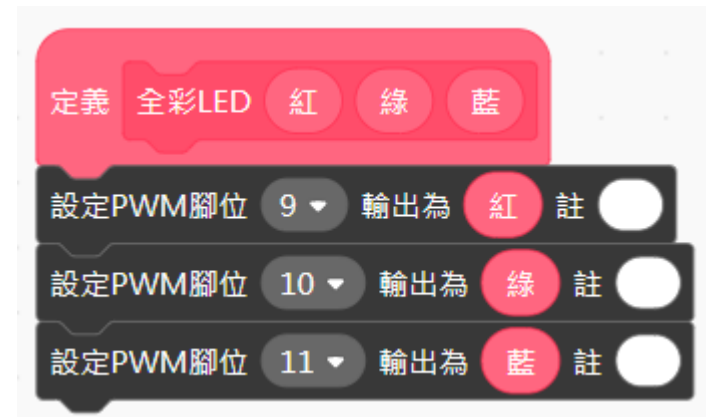 定義 全彩LED 紅 綠 藍
設定PWM腳位 9 輸出為 紅 註
設定PWM腳位 10 輸出為 綠 註
設定PWM腳位 11 輸出為 藍 註